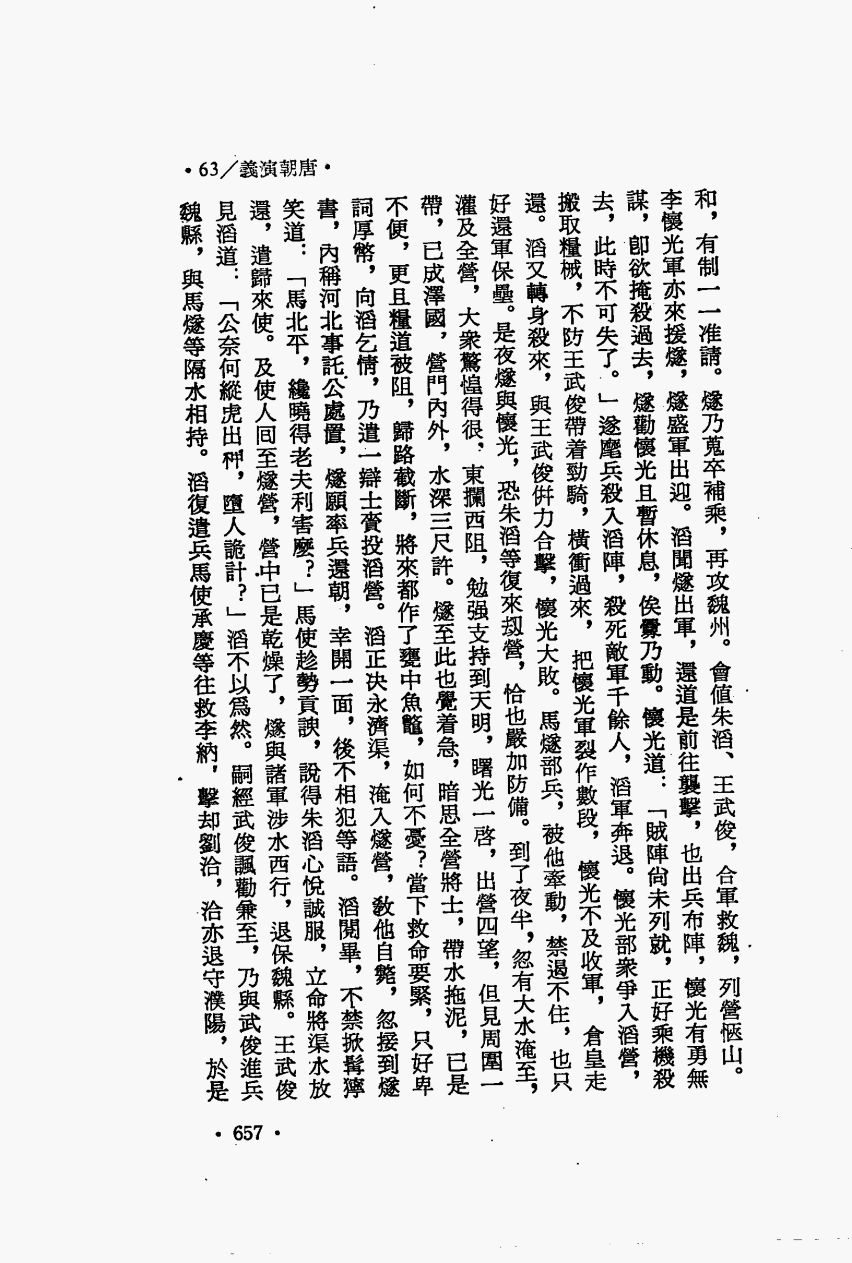 •63／義演朝唐•
和，有制一一准請。燧乃蒐卒補乘，再攻魏州。會值朱滔、王武俊，合軍救魏，列營愜山。
李懷光軍亦來援燧，燧盛軍出迎。滔聞燧出軍，還道是前往襲擊，也出兵布陣，懷光有勇無
謀，卽欲掩殺過去，燧勸懷光且暫休息，俟釁乃動。懷光道：「賊陣尙未列就，正好乘機殺
去，此時不可失了。」遂麾兵殺入滔陣，殺死敵軍千餘人，滔軍奔退。懷光部衆爭入滔營，
搬取糧械，不防王武俊帶着勁騎，橫衝過來，把懷光軍裂作數段，懷光不及收軍，倉皇走
還。滔又轉身殺來，與王武俊併力合擊，懷光大敗。馬燧部兵，被他牽動，禁遏不住，也只
好還軍保壘。是夜燧與懷光，恐朱滔等復來刼營，恰也嚴加防備。到了夜半，忽有大水淹至，
灌及全營，大衆驚惶得很，東攔西阻，勉强支持到天明，曙光一啓，出營四望，但見周圍一
帶，已成澤國，營門內外，水深三尺許。燧至此也覺着急，暗思全營將士，帶水拖泥，已是
不便，更且糧道被阻，歸路截斷，將來都作了甕中魚鼈，如何不憂？當下救命要緊，只好卑
詞厚幣，向滔乞情，乃遣一辯士賫投滔營。滔正决永濟渠，淹入燧營，敎他自斃，忽接到燧
書，內稱河北事託公處置，燧願率兵還朝，幸開一面，後不相犯等語。滔閱畢，不禁掀髯獰
笑道：「馬北平，纔曉得老夫利害麼？」馬使趁勢貢諛，說得朱滔心悅誠服，立命將渠水放
還，遣歸來使。及使人囘至燧營，營中已是乾燥了，燧與諸軍涉水西行，退保魏縣。王武俊
見滔道：「公奈何縱虎出柙，墮人詭計？」滔不以爲然。嗣經武俊諷勸兼至，乃與武俊進兵
魏縣，與馬燧等隔水相持。滔復遣兵馬使承慶等往救李納，擊却劉洽，洽亦退守濮陽，於是
•657•